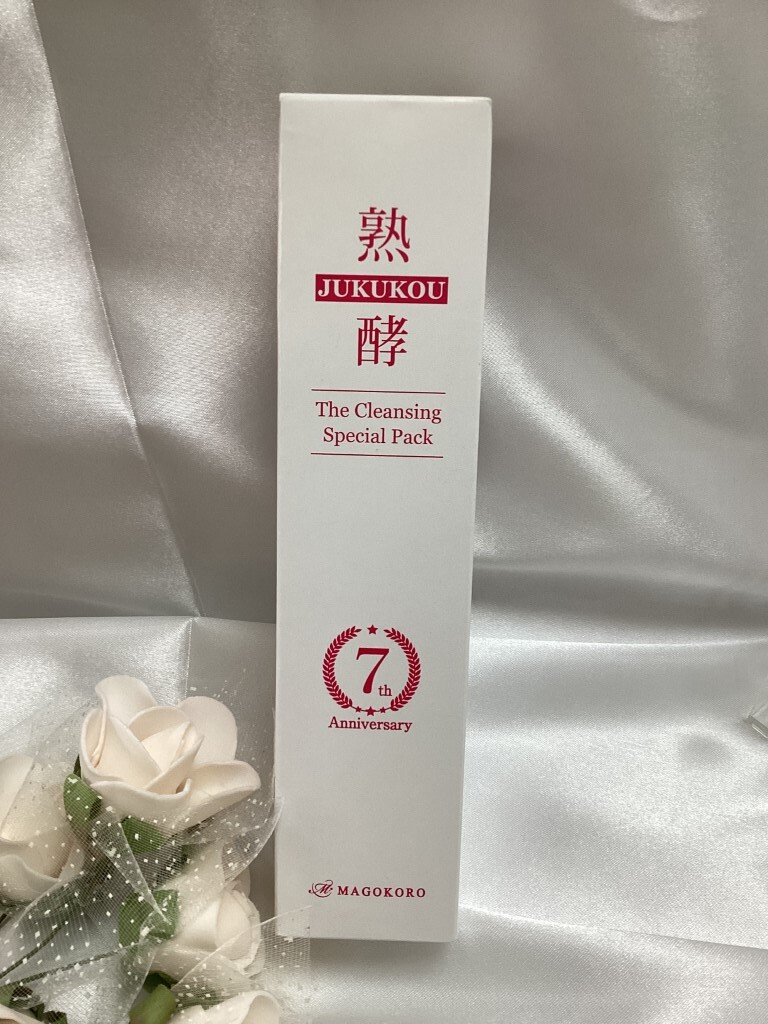 熟
JUKUKOU
酵
The Cleansing
Special Pack
7th
Anniversary
M MAGOKORO